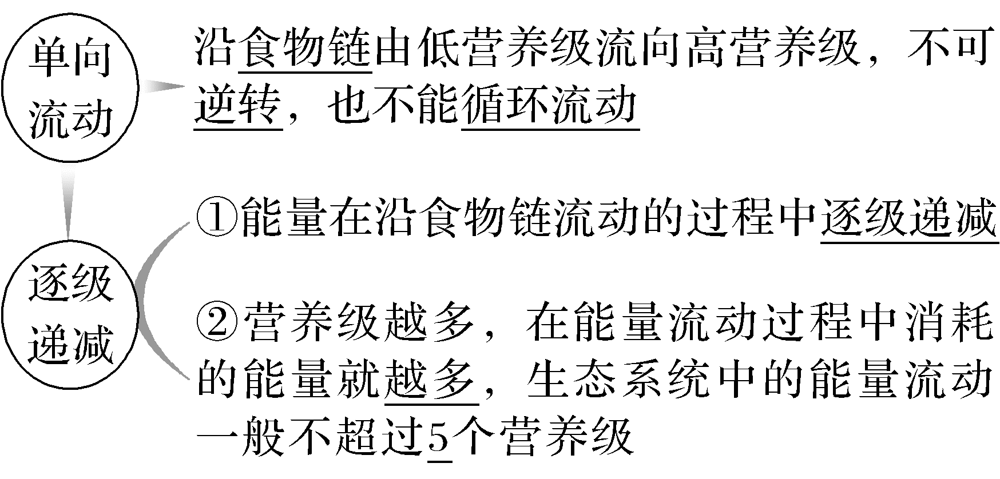 单向
流动
沿食物链由低营养级流向高营养级，不可
逆转，也不能循环流动
逐级
递减
①能量在沿食物链流动的过程中逐级递减
②营养级越多，在能量流动过程中消耗
的能量就越多，生态系统中的能量流动
一般不超过5个营养级